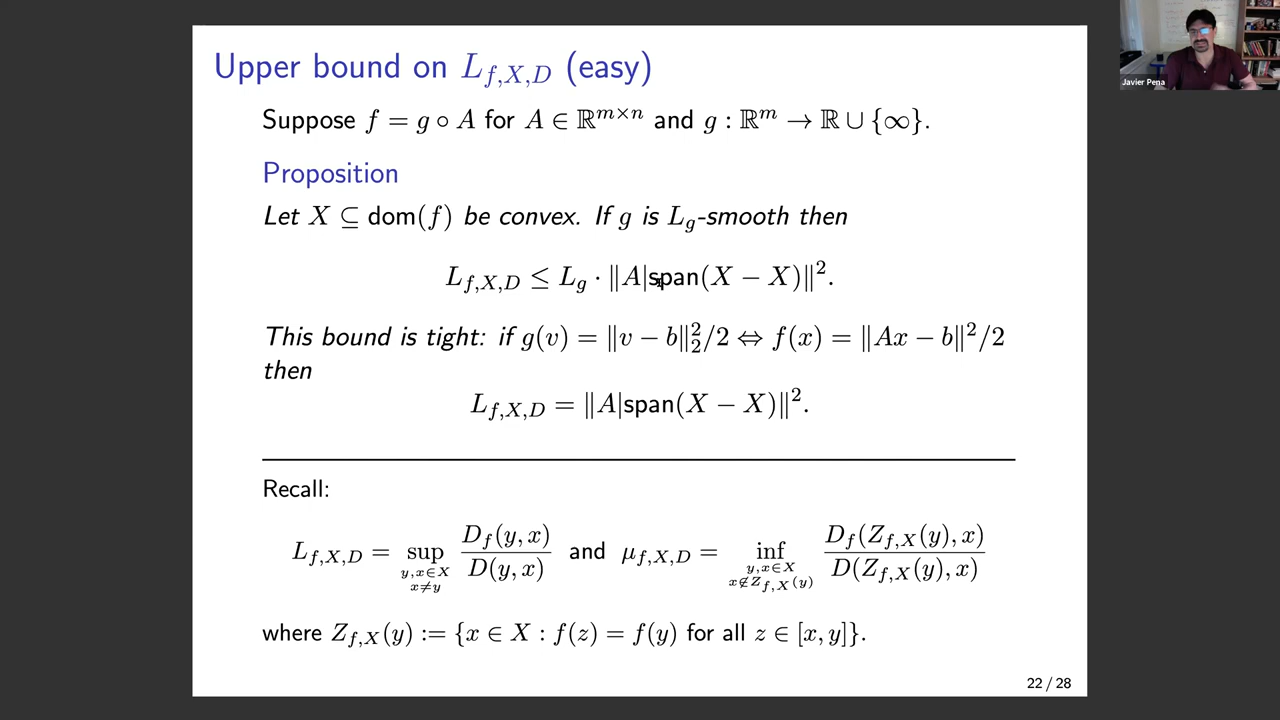 Upper bound on L_{f,X,D} (easy)
Suppose f = g ∘ A for A ∈ ℝ^{m×n} and g : ℝ^m → ℝ ∪ {∞}.
Proposition
Let X ⊆ dom(f) be convex. If g is L_g-smooth then
L_{f,X,D} ≤ L_g · ‖A|span(X − X)‖².
This bound is tight: if g(v) = ‖v − b‖₂²/2 ⇔ f(x) = ‖Ax − b‖²/2
then
L_{f,X,D} = ‖A|span(X − X)‖².
Recall:
L_{f,X,D} = sup_{y,x∈X x≠y} D_f(y, x) / D(y, x) and μ_{f,X,D} = inf_{y,x∈X x∉Z_{f,X}(y)} D_f(Z_{f,X}(y), x) / D(Z_{f,X}(y), x)
where Z_{f,X}(y) := {x ∈ X : f(z) = f(y) for all z ∈ [x, y]}.
22 / 28
Javier Pena